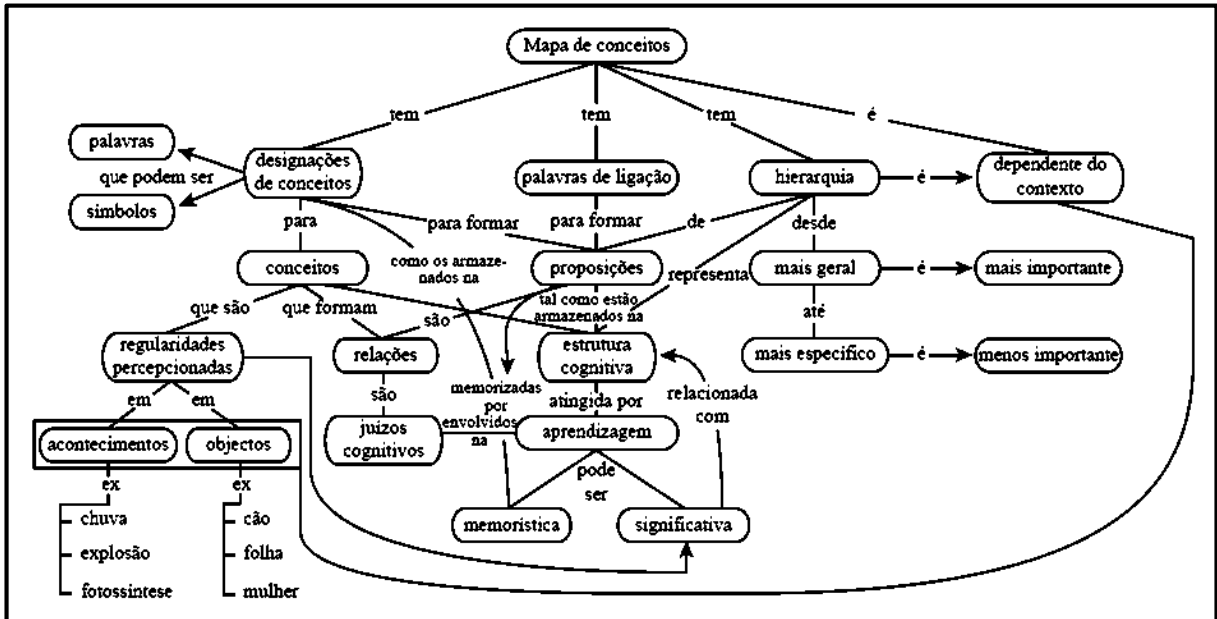 Mapa de conceitos
tem
tem
tem
é
palavras
que podem ser
simbolos
designações
de conceitos
palavras de ligação
hierarquia
é
dependente do
contexto
para
para formar
para formar
de
desde
como os armaze-
nados na
conceitos
proposições
representa
mais geral
é
mais importante
que são
que formam
são
tal como estão
armazenados na
até
regularidades
percepcionadas
relações
estrutura
cognitiva
mais especifico
é
menos importante
em
em
são
memorizadas
por
envolvidos
na
atingida por
relacionada
com
acontecimentos
objectos
juizos
cognitivos
aprendizagem
ex
ex
pode
ser
chuva
explosão
fotossintese
cão
folha
mulher
memoristica
significativa